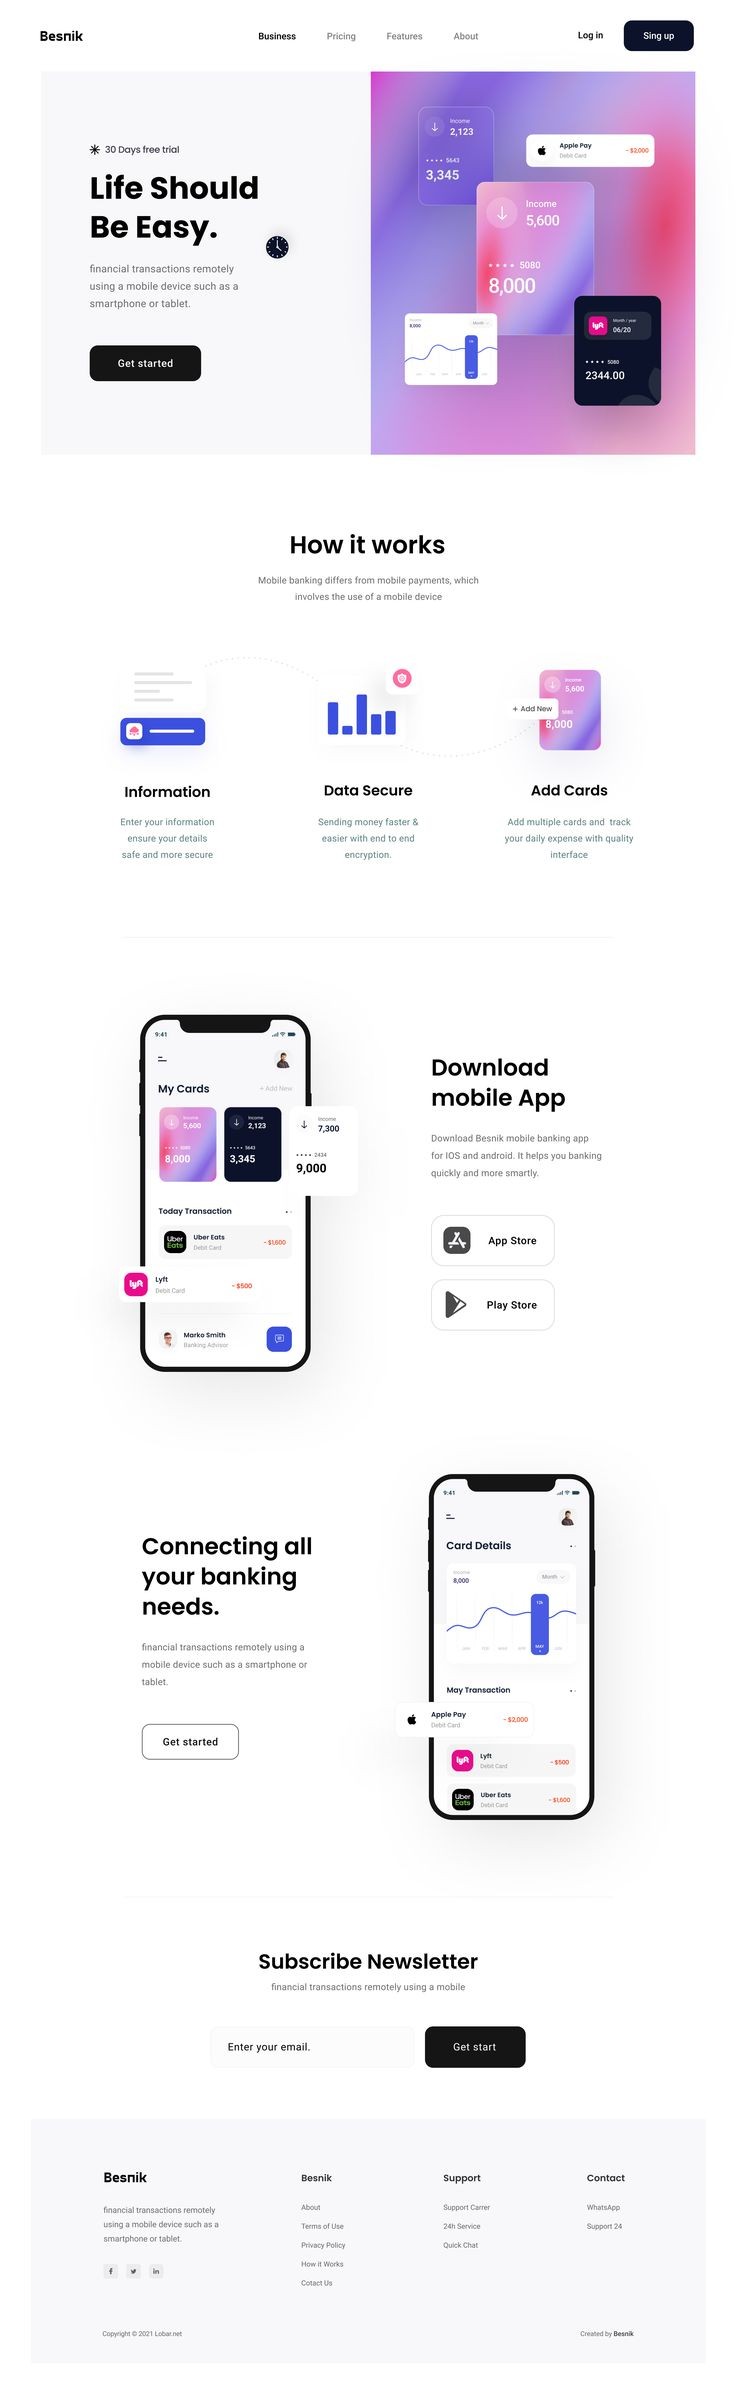 Besnik
Business
Pricing
Features
About
Log in
Sing up
30 Days free trial
Life Should
Be Easy.
financial transactions remotely
using a mobile device such as a
smartphone or tablet.
Get started
Income
2,123
5643
3,345
Apple Pay
Debit Card
- $2,000
Income
5,600
5080
8,000
Income
8,000
Month
12k
MAY
Month / year
06/20
5080
2344.00
How it works
Mobile banking differs from mobile payments, which
involves the use of a mobile device
+ Add New
Income
5,600
5080
8,000
Information
Data Secure
Add Cards
Enter your information
ensure your details
safe and more secure
Sending money faster &
easier with end to end
encryption.
Add multiple cards and track
your daily expense with quality
interface
9:41
My Cards
+ Add New
Income
5,600
5080
8,000
Income
2,123
5643
3,345
Income
7,300
2434
9,000
Today Transaction
Uber
Eats
Uber Eats
Debit Card
- $1,600
Lyft
Debit Card
- $500
Marko Smith
Banking Advisor
Download
mobile App
Download Besnik mobile banking app
for IOS and android. It helps you banking
quickly and more smartly.
App Store
Play Store
Connecting all
your banking
needs.
financial transactions remotely using a
mobile device such as a smartphone or
tablet.
Get started
9:41
Card Details
Income
8,000
Month
12k
MAY
May Transaction
Apple Pay
Debit Card
- $2,000
Lyft
Debit Card
- $500
Uber
Eats
Uber Eats
Debit Card
- $1,600
Subscribe Newsletter
financial transactions remotely using a mobile
Enter your email.
Get start
Besnik
financial transactions remotely
using a mobile device such as a
smartphone or tablet.
Besnik
About
Terms of Use
Privacy Policy
How it Works
Cotact Us
Support
Support Carrer
24h Service
Quick Chat
Contact
WhatsApp
Support 24
Copyright © 2021 Lobar.net
Created by Besnik